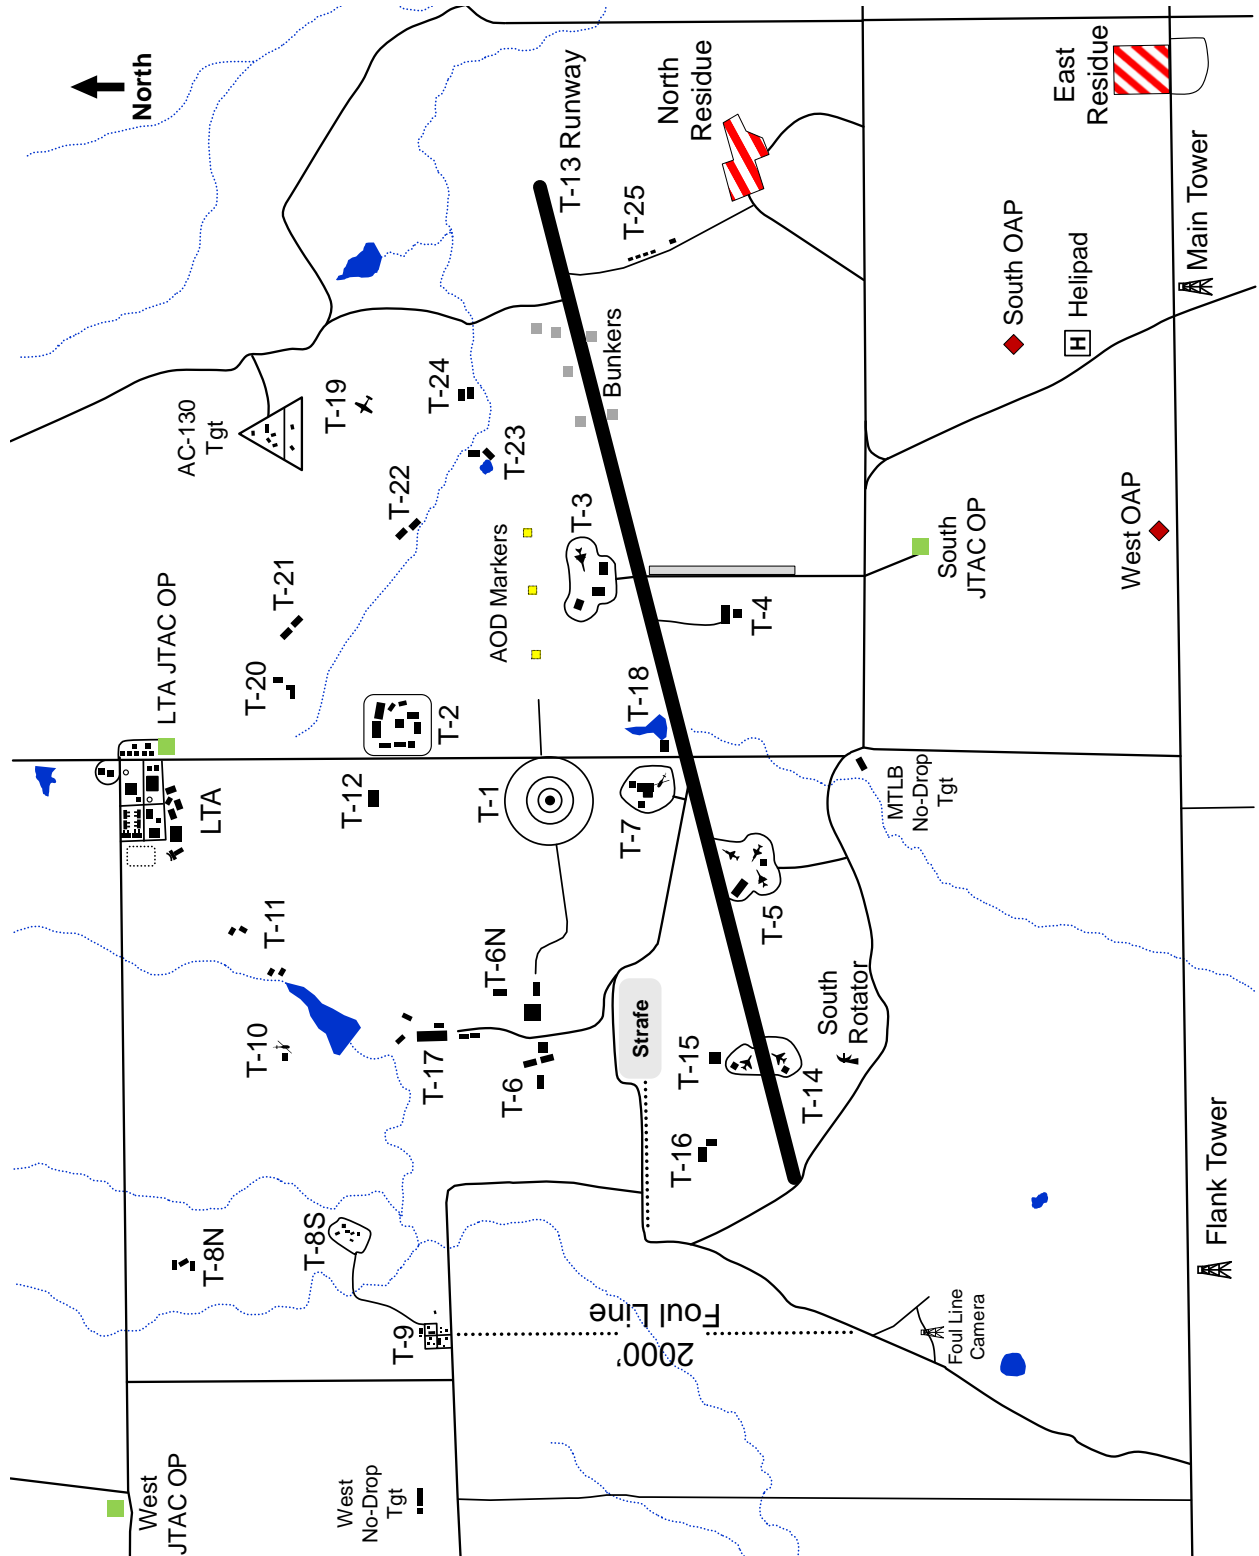 North
T-13 Runway
North
Residue
East
Residue
T-25
South OAP
Helipad
H
Main Tower
Bunkers
T-19
T-24
AC-130
Tgt
T-23
T-22
T-3
AOD Markers
T-21
LTA JTAC OP
T-20
T-2
T-18
T-4
South
JTAC OP
West OAP
T-12
LTA
T-1
T-7
MTLB
No-Drop
Tgt
T-5
T-11
T-6N
T-10
T-17
T-6
Strafe
T-15
South
Rotator
T-14
T-16
T-8N
T-8S
T-9
2000'
Foul Line
Foul Line
Camera
Flank Tower
West
JTAC OP
West
No-Drop
Tgt